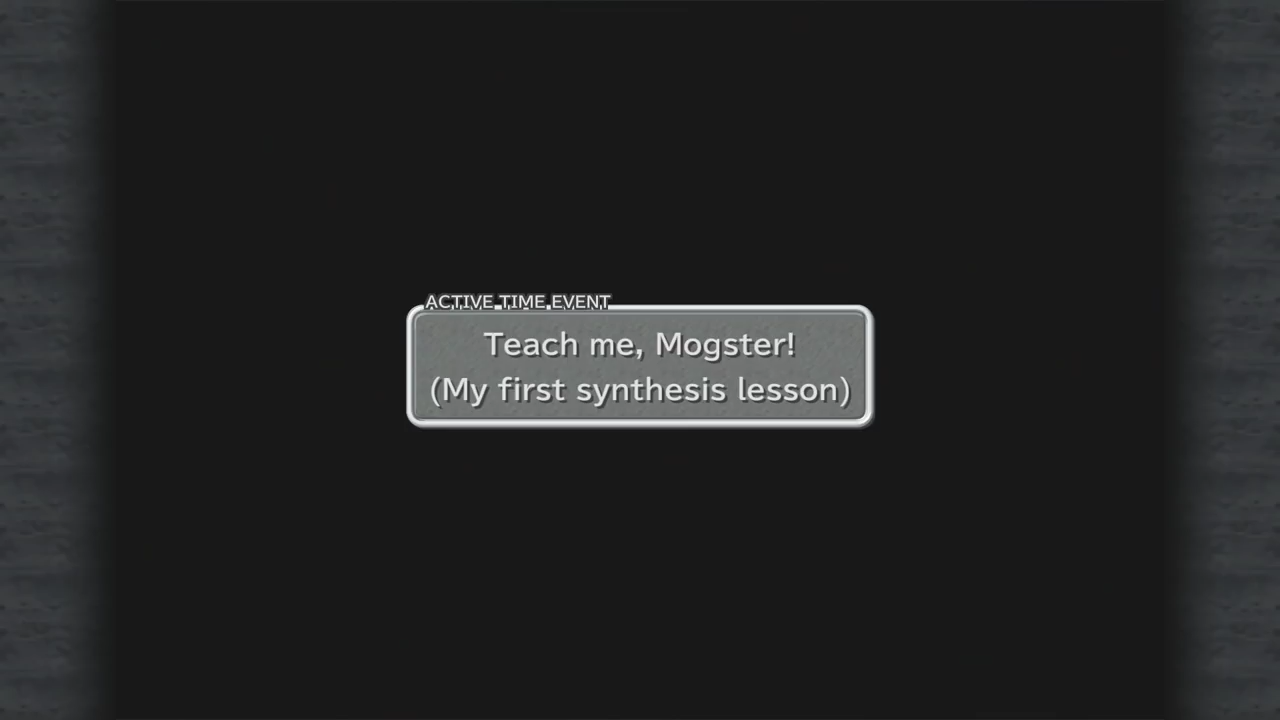 ACTIVE TIME EVENT
Teach me, Mogster!
(My first synthesis lesson)